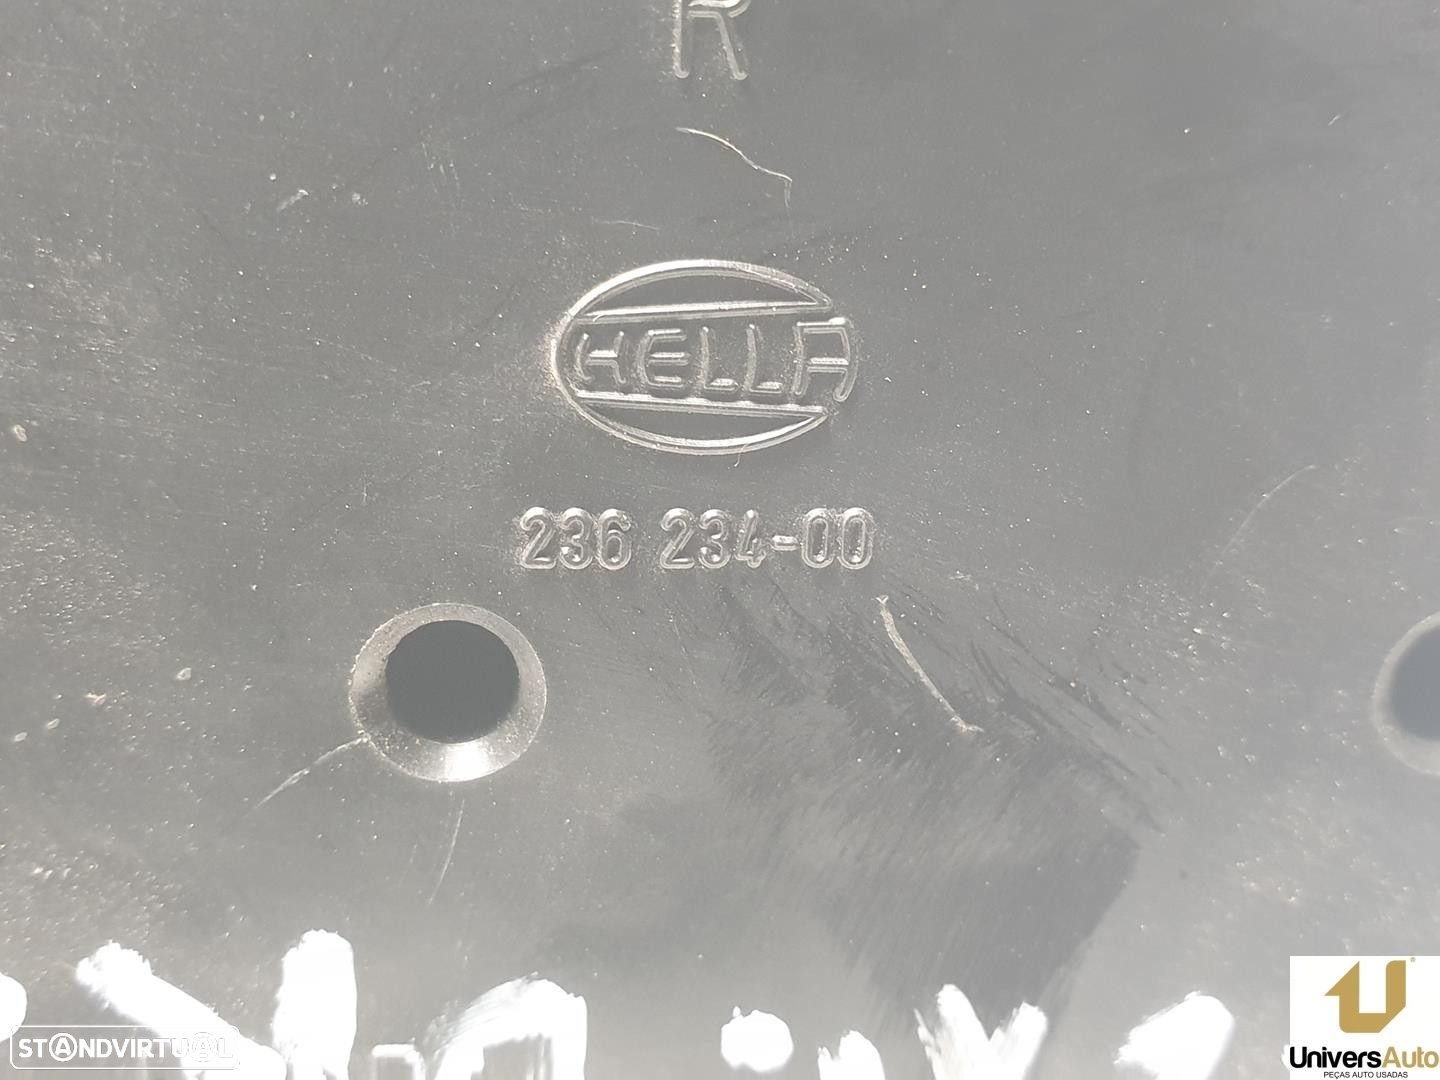 R
HELLA
236 234-00
STANDVIRTUAL
UniversAuto
PEÇAS AUTO USADAS